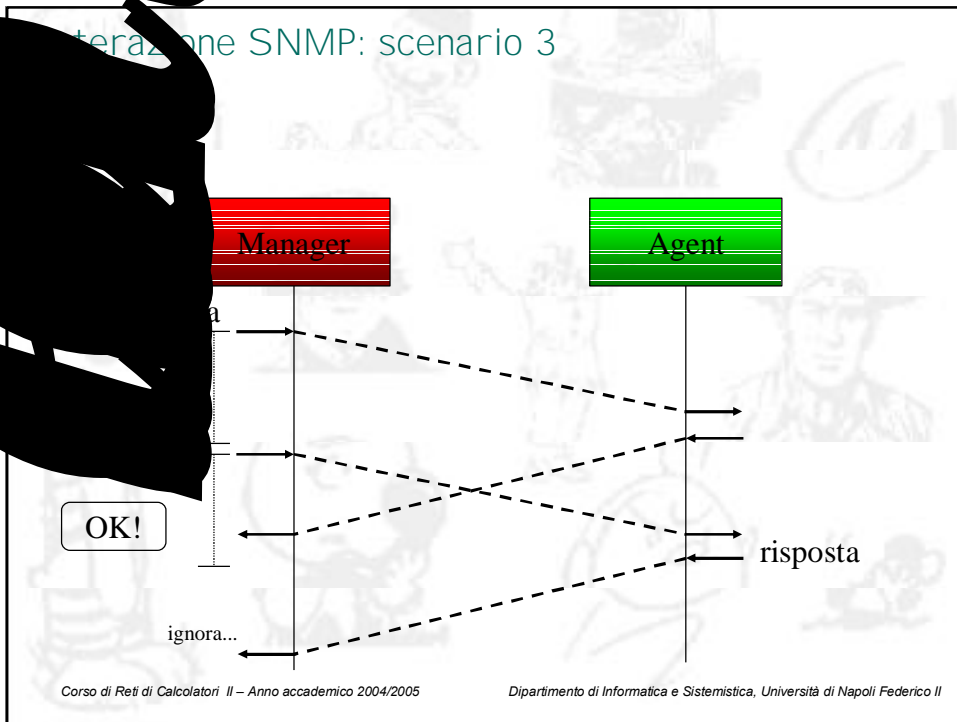 SNMP: scenario 3
Manager
Agent
OK!
risposta
ignora...
Corso di Reti di Calcolatori II – Anno accademico 2004/2005
Dipartimento di Informatica e Sistemistica, Università di Napoli Federico II